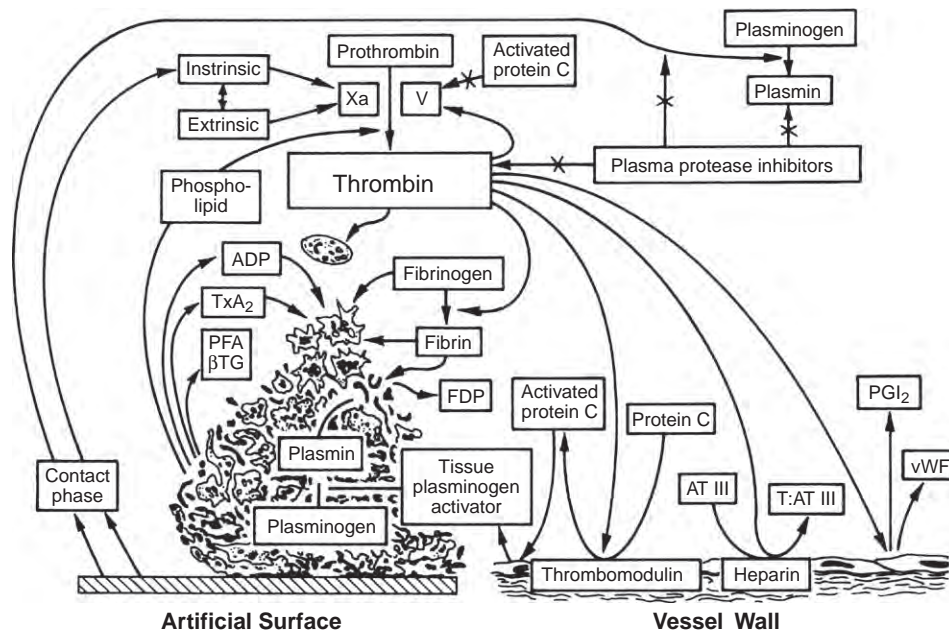 Plasminogen
Prothrombin
Activated
protein C
Instrinsic
Xa
V
Plasmin
Extrinsic
Plasma protease inhibitors
Thrombin
Phospho-
lipid
ADP
Fibrinogen
TxA₂
PFA
βTG
Fibrin
FDP
Activated
protein C
Protein C
PGI₂
Plasmin
Tissue
plasminogen
activator
vWF
Contact
phase
AT III
T:AT III
Plasminogen
Thrombomodulin
Heparin
Artificial Surface
Vessel Wall